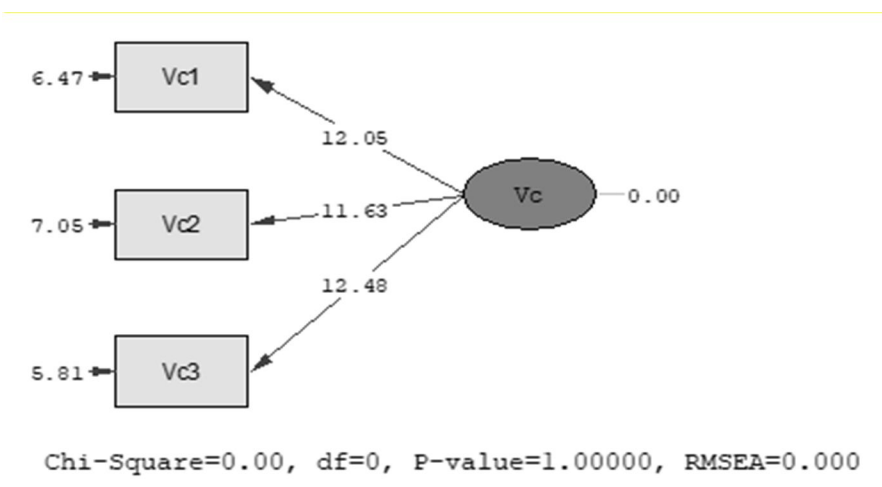 6.47
Vc1
12.05
Vc
0.00
11.63
7.05
Vc2
12.48
5.81
Vc3
Chi-Square=0.00, df=0, P-value=1.00000, RMSEA=0.000